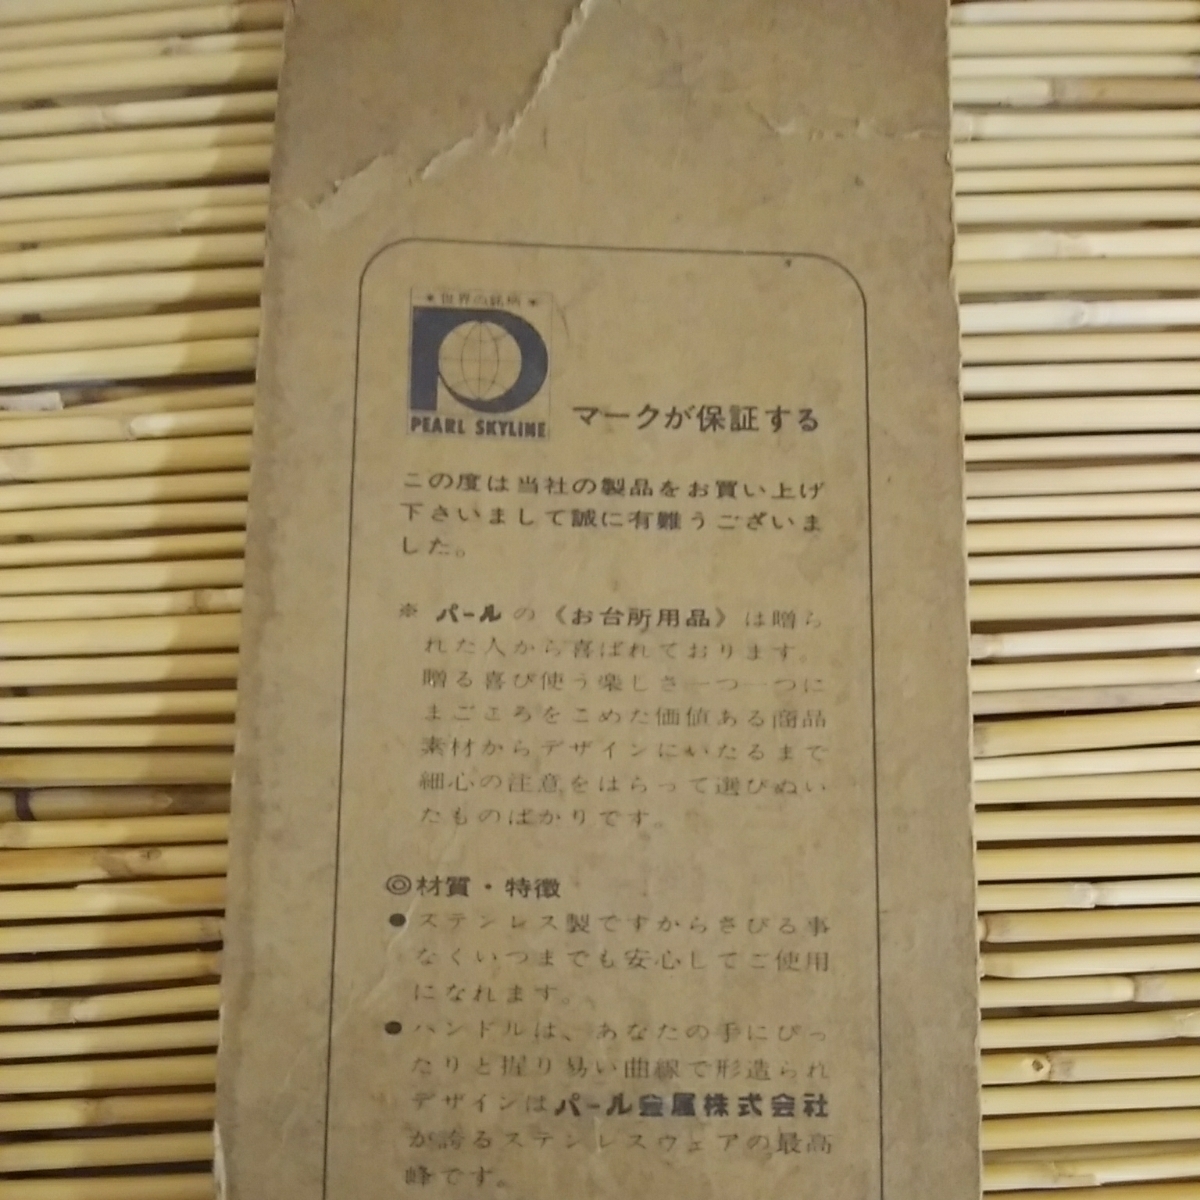 ★世界の銘柄★
PEARL SKYLINE
マークが保証する
この度は当社の製品をお買い上げ
下さいまして誠に有難うございま
した。
※ パールの《お台所用品》は贈ら
れた人から喜ばれております。
贈る喜び使う楽しさ一つ一つに
まごころをこめた価値ある商品
素材からデザインにいたるまで
細心の注意をはらって選びぬい
たものばかりです。
◎材質・特徴
●ステンレス製ですからさびる事
なくいつまでも安心してご使用
になれます。
●ハンドルは、あなたの手にぴっ
たりと握り易い曲線で形造られ
デザインはパール金属株式会社
が誇るステンレスウェアの最高
峰です。